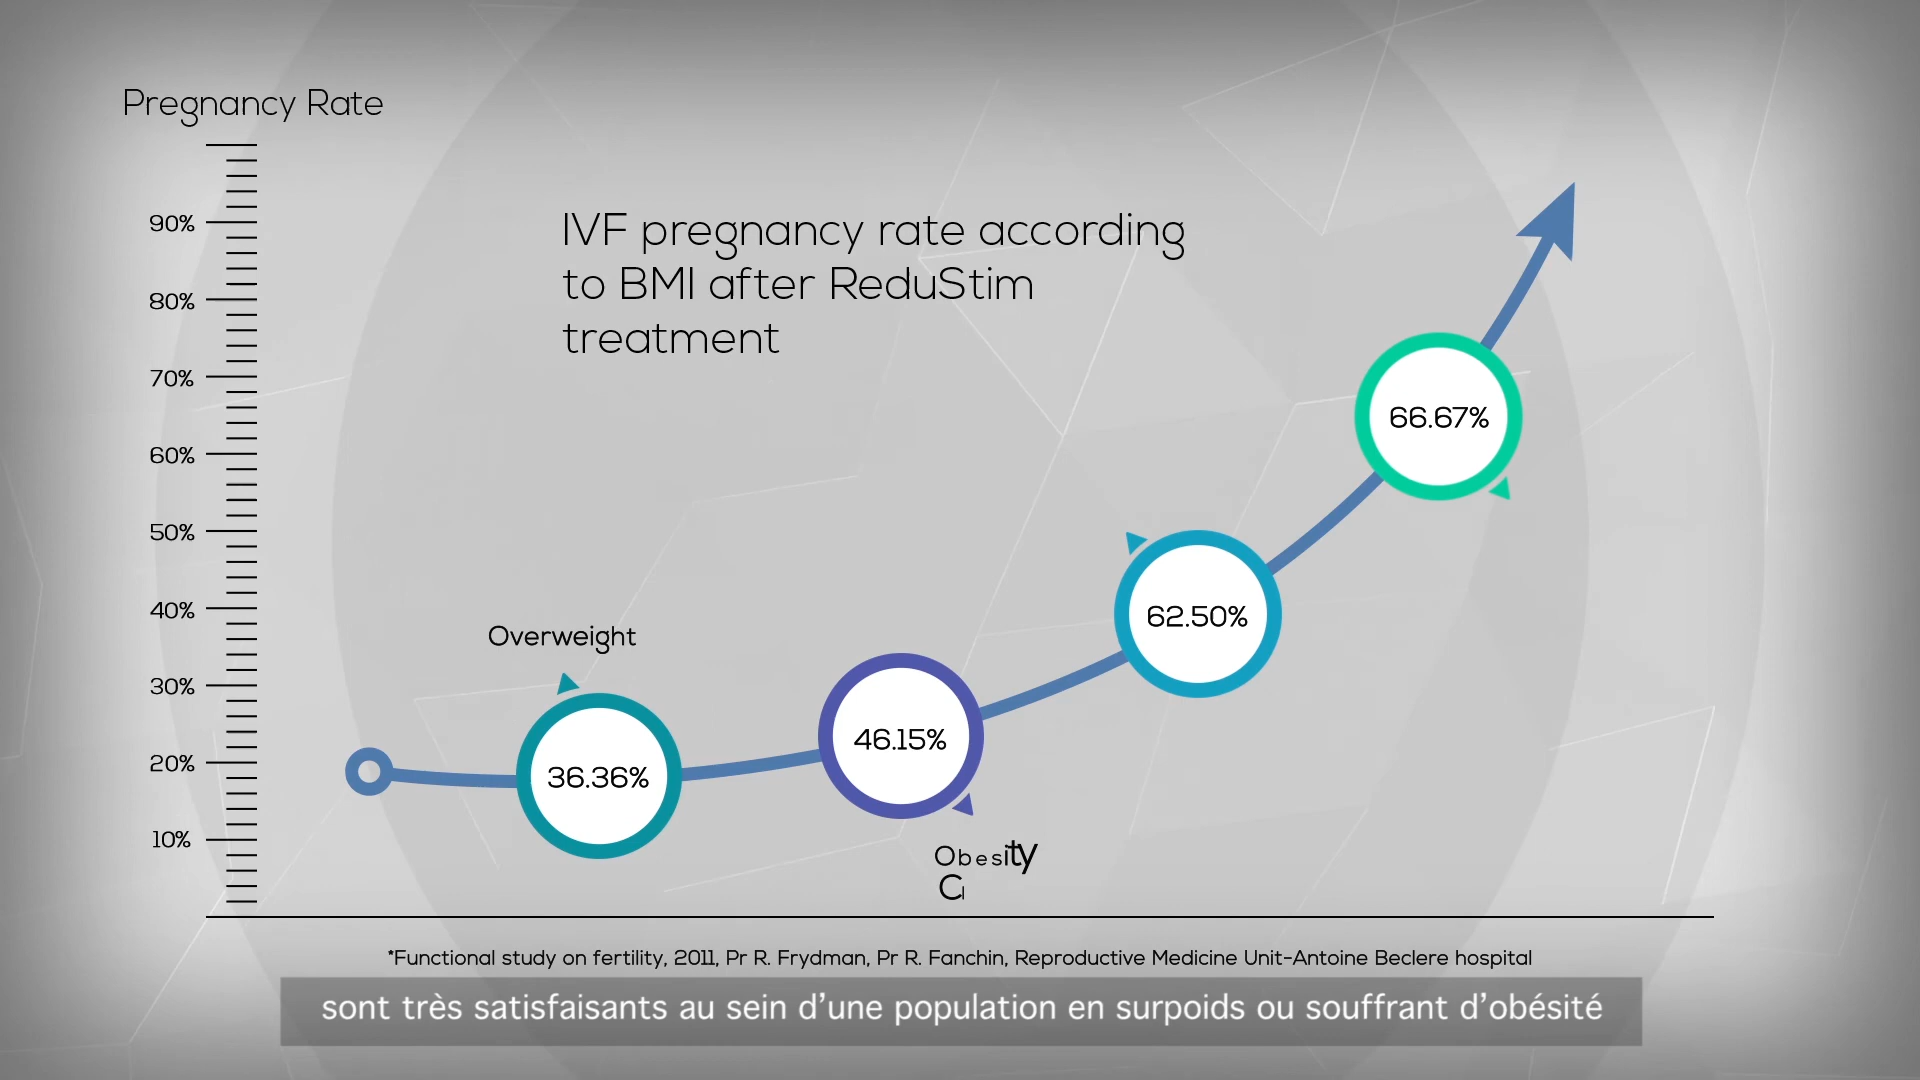 Pregnancy Rate
90%
80%
70%
60%
50%
40%
30%
20%
10%
IVF pregnancy rate according
to BMI after ReduStim
treatment
66.67%
62.50%
Overweight
46.15%
36.36%
Obesity
*Functional study on fertility, 2011, Pr R. Frydman, Pr R. Fanchin, Reproductive Medicine Unit-Antoine Beclere hospital
sont très satisfaisants au sein d'une population en surpoids ou souffrant d'obésité